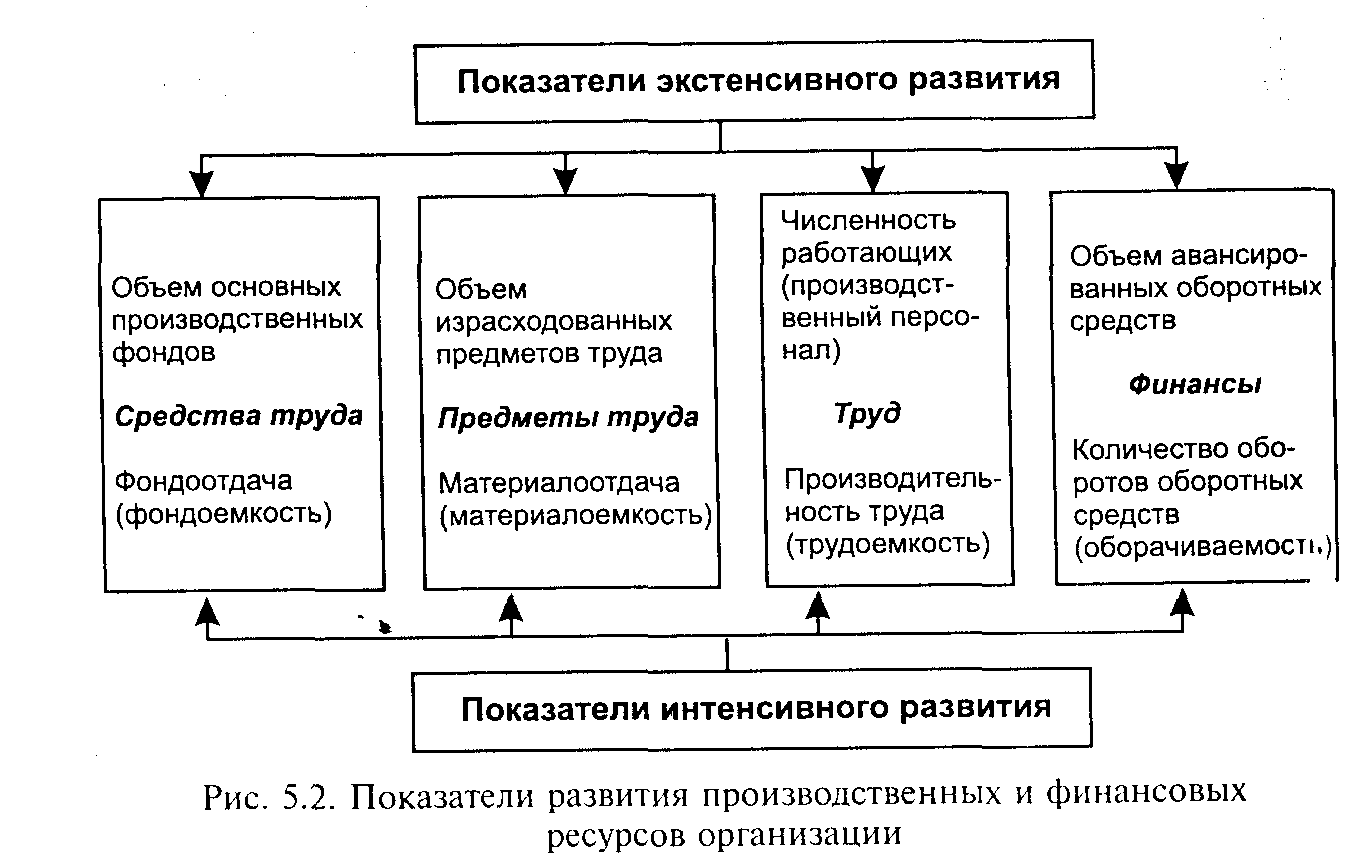 Показатели экстенсивного развития
Объем основных
производственных
фондов
Средства труда
Фондоотдача
(фондоемкость)
Объем
израсходованных
предметов труда
Предметы труда
Материалоотдача
(материалоемкость)
Численность
работающих
(производст-
венный персо-
нал)
Труд
Производитель-
ность труда
(трудоемкость)
Объем авансиро-
ванных оборотных
средств
Финансы
Количество обо-
ротов оборотных
средств
(оборачиваемость)
Показатели интенсивного развития
Рис. 5.2. Показатели развития производственных и финансовых
ресурсов организации